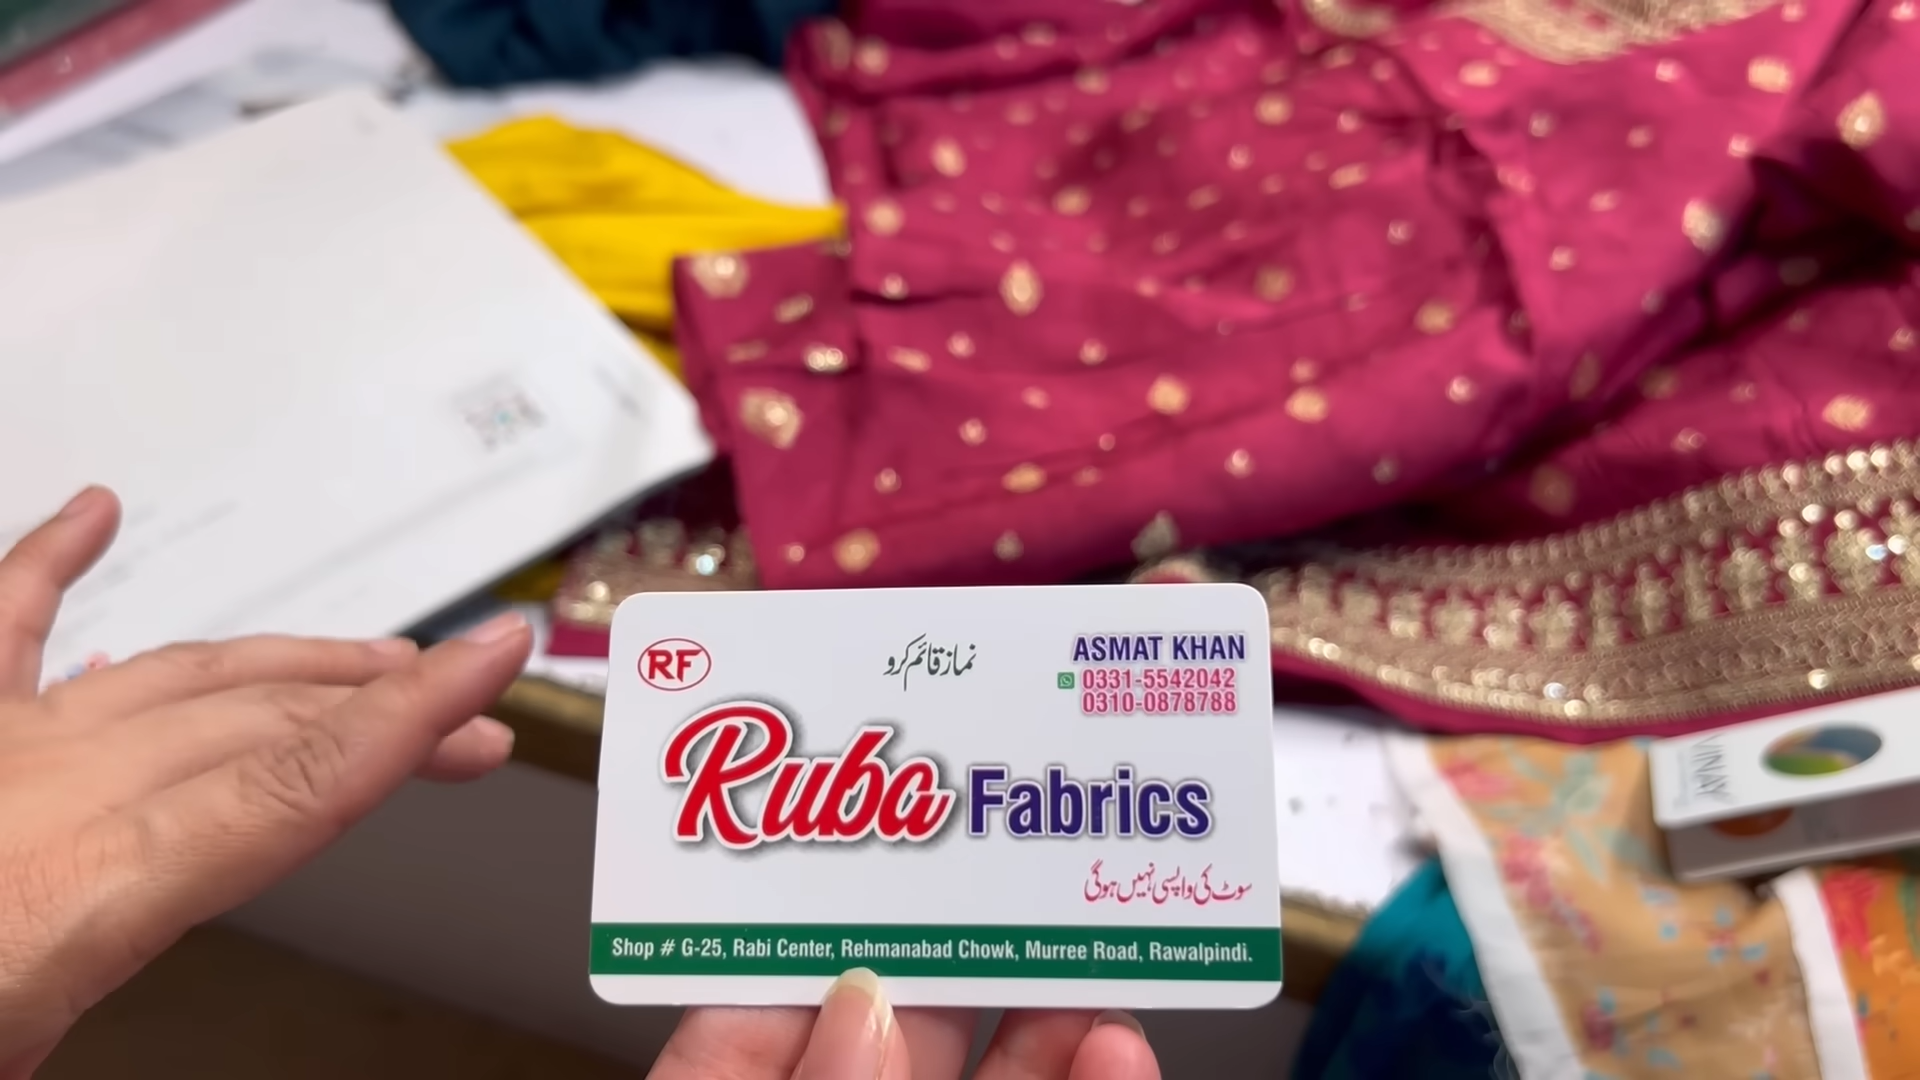 RF
نماز قائم کرو
ASMAT KHAN
0331-5542042
0310-0878788
Ruba Fabrics
سوٹ کی واپسی نہیں ہوگی
Shop # G-25, Rabi Center, Rehmanabad Chowk, Murree Road, Rawalpindi.
VINAY